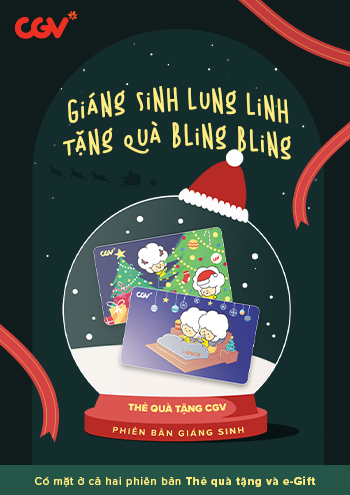 CGV*
GIÁNG SINH LUNG LINH
TẶNG QUÀ BLING BLING
CGV*
CGV*
THẺ QUÀ TẶNG CGV
PHIÊN BẢN GIÁNG SINH
Có mặt ở cả hai phiên bản Thẻ quà tặng và e-Gift